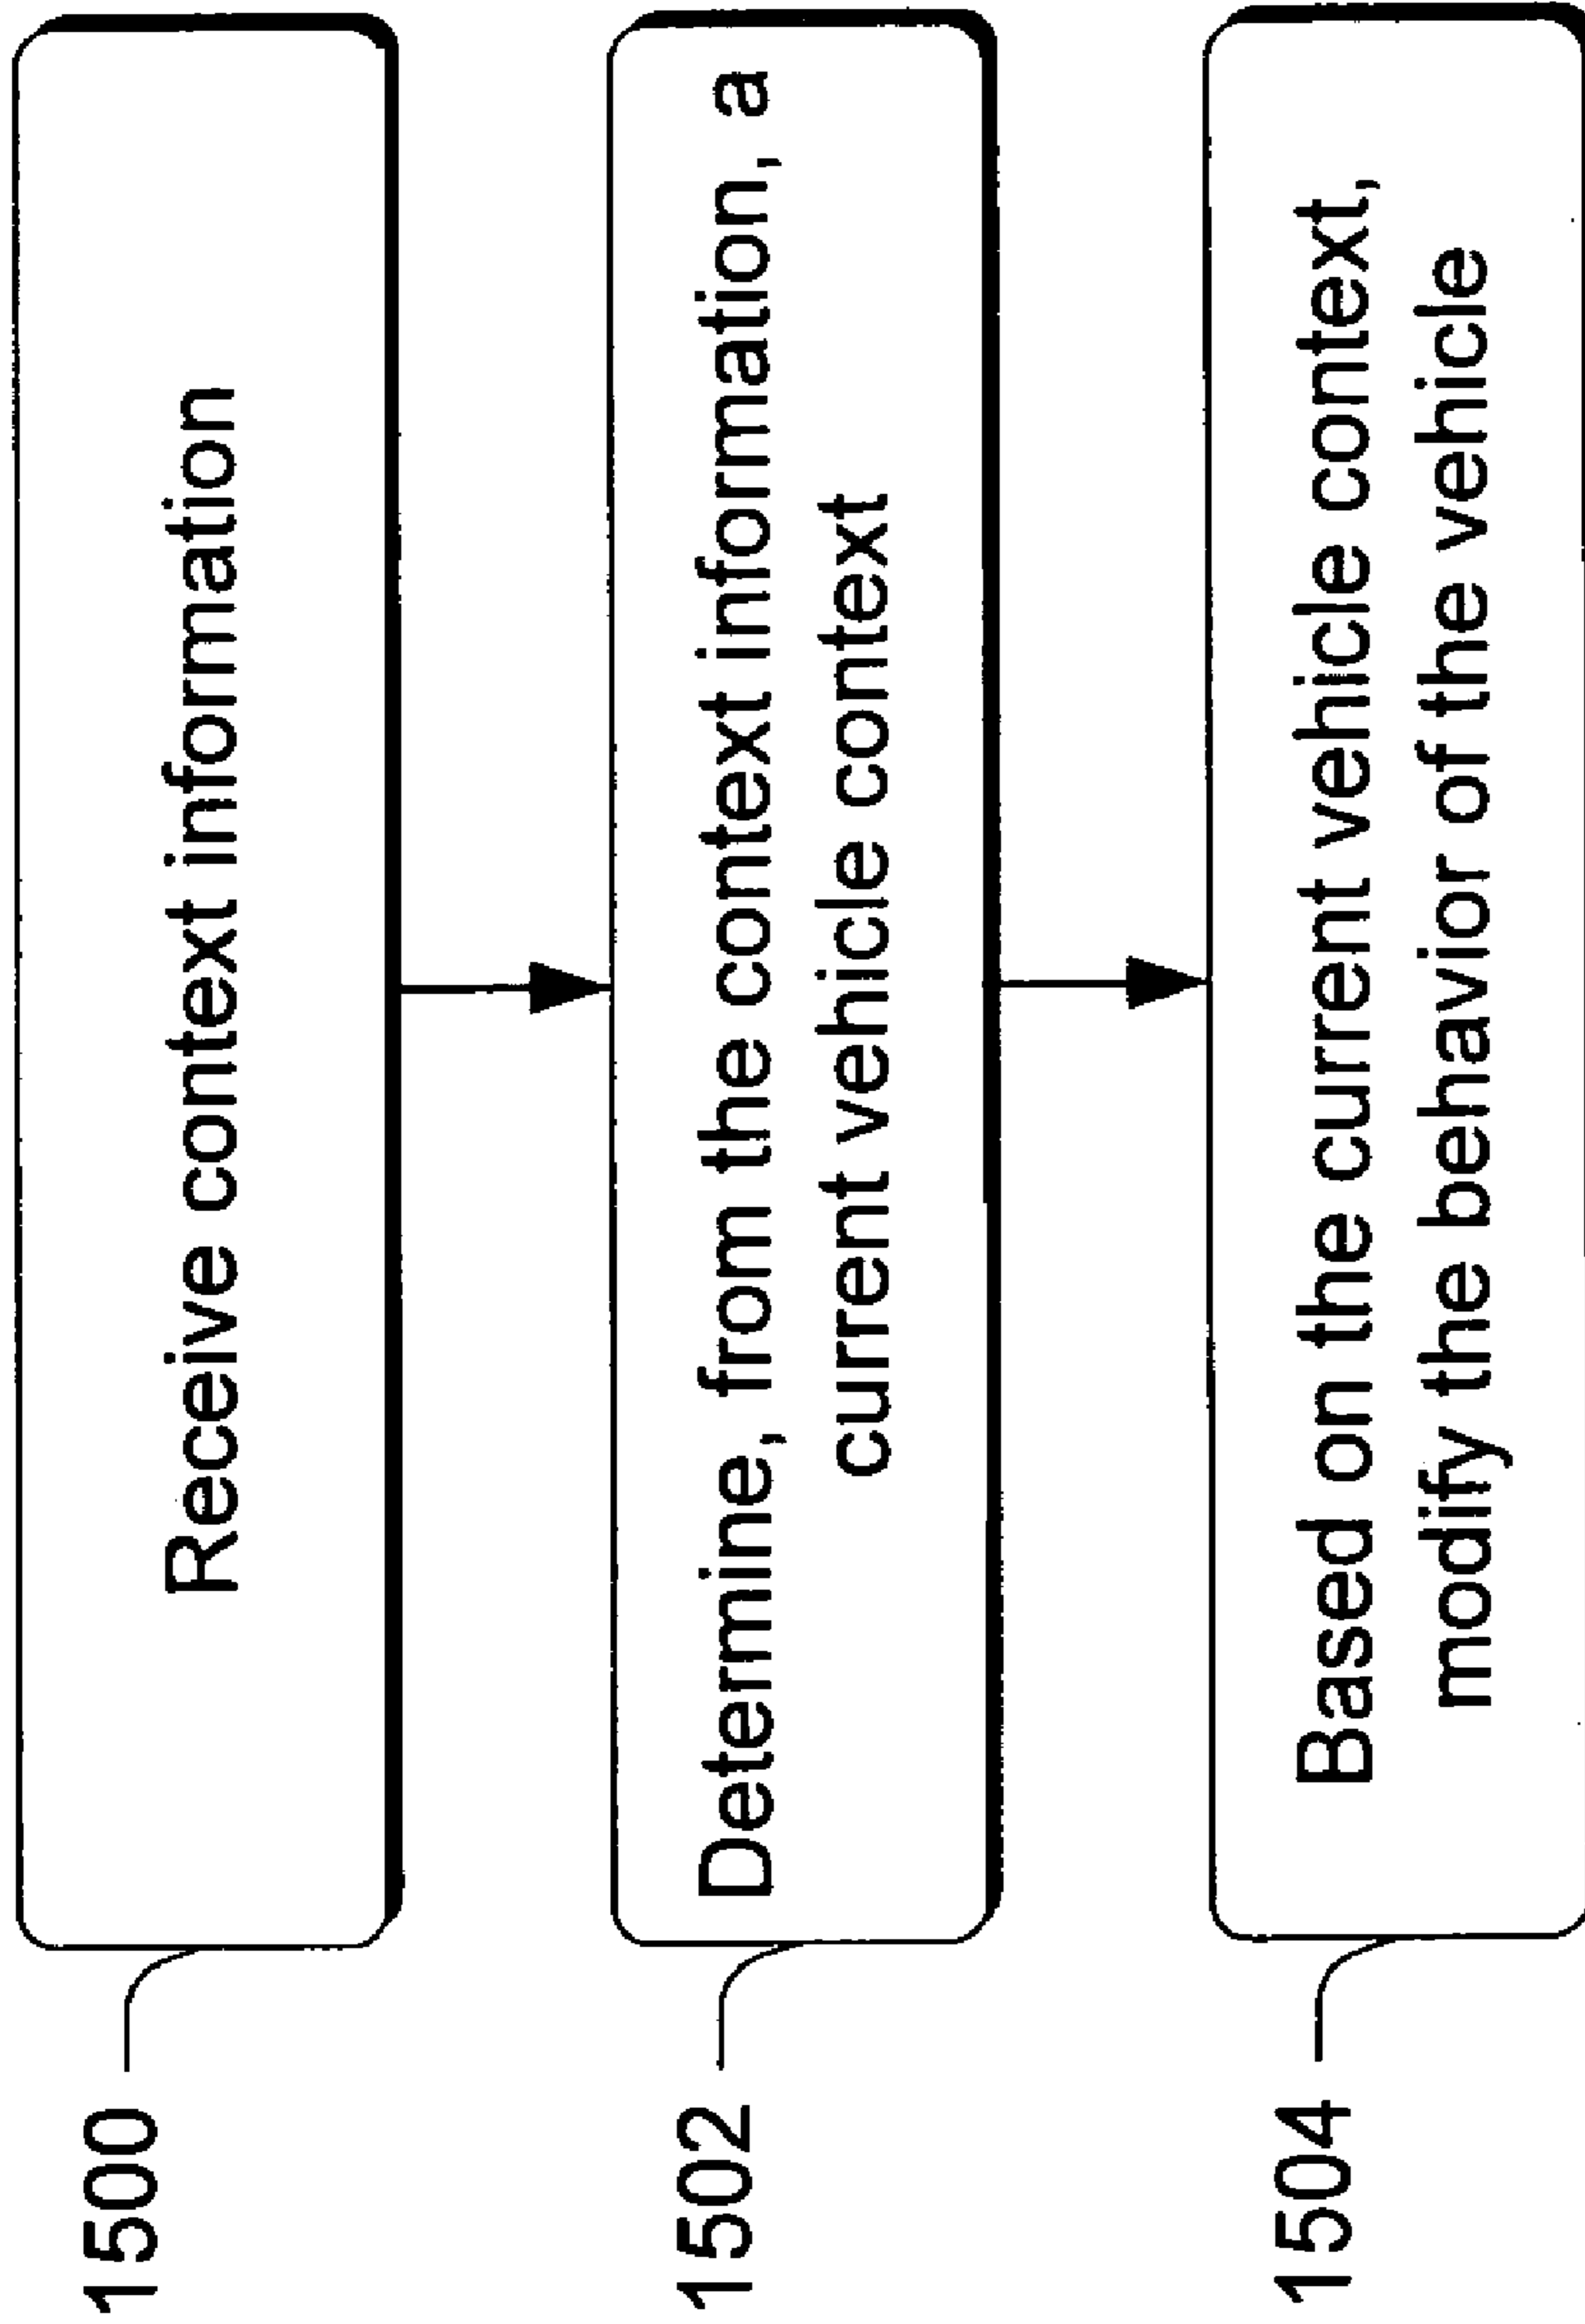 1500
Receive context information
1502
Determine, from the context information, a
current vehicle context
1504
Based on the current vehicle context,
modify the behavior of the vehicle